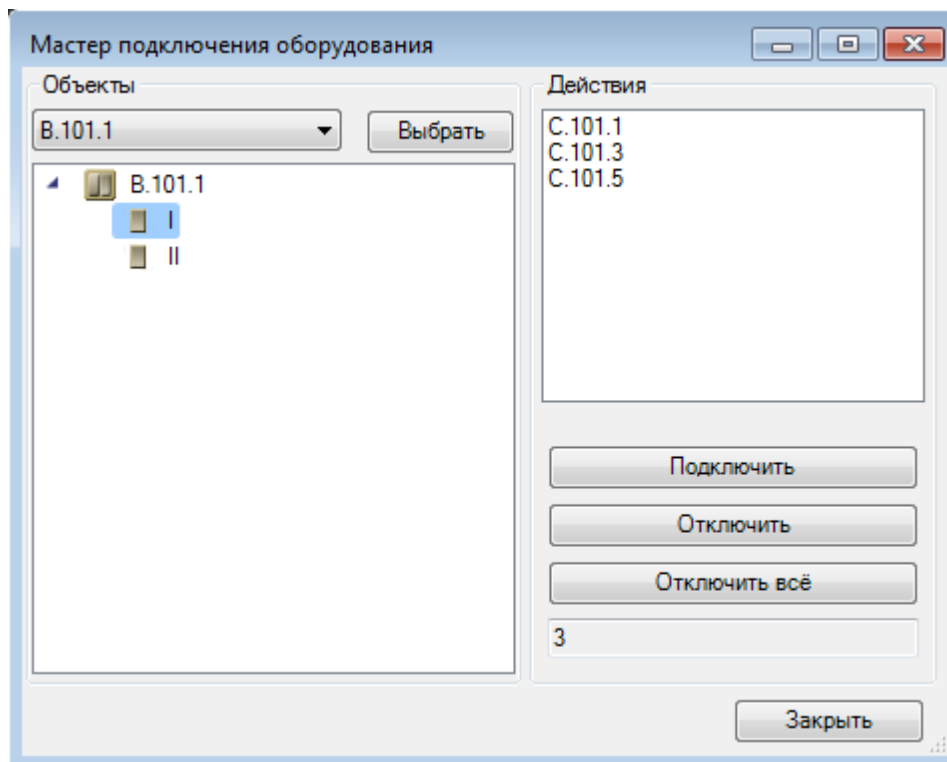 Мастер подключения оборудования
Объекты
В.101.1
Выбрать
В.101.1
I
II
Действия
С.101.1
С.101.3
С.101.5
Подключить
Отключить
Отключить всё
3
Закрыть